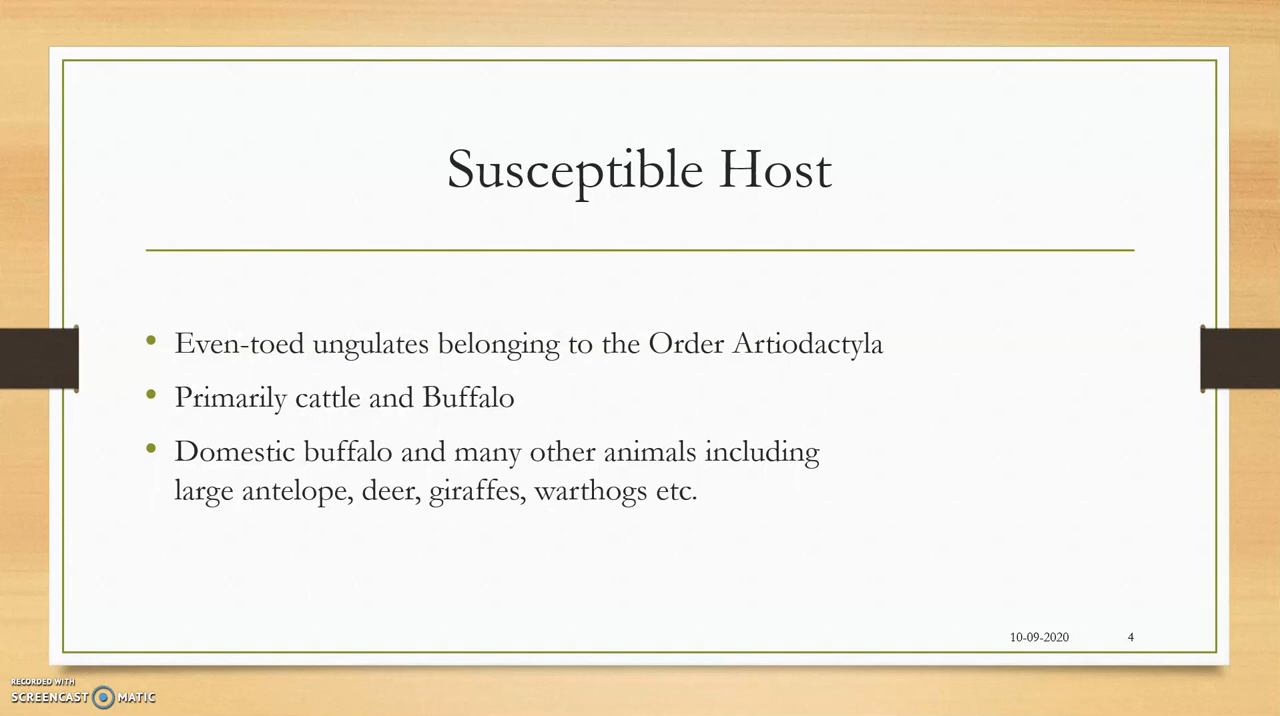 Susceptible Host
• Even-toed ungulates belonging to the Order Artiodactyla
• Primarily cattle and Buffalo
• Domestic buffalo and many other animals including
large antelope, deer, giraffes, warthogs etc.
10-09-2020 4
RECORDED WITH
SCREENCAST MATIC